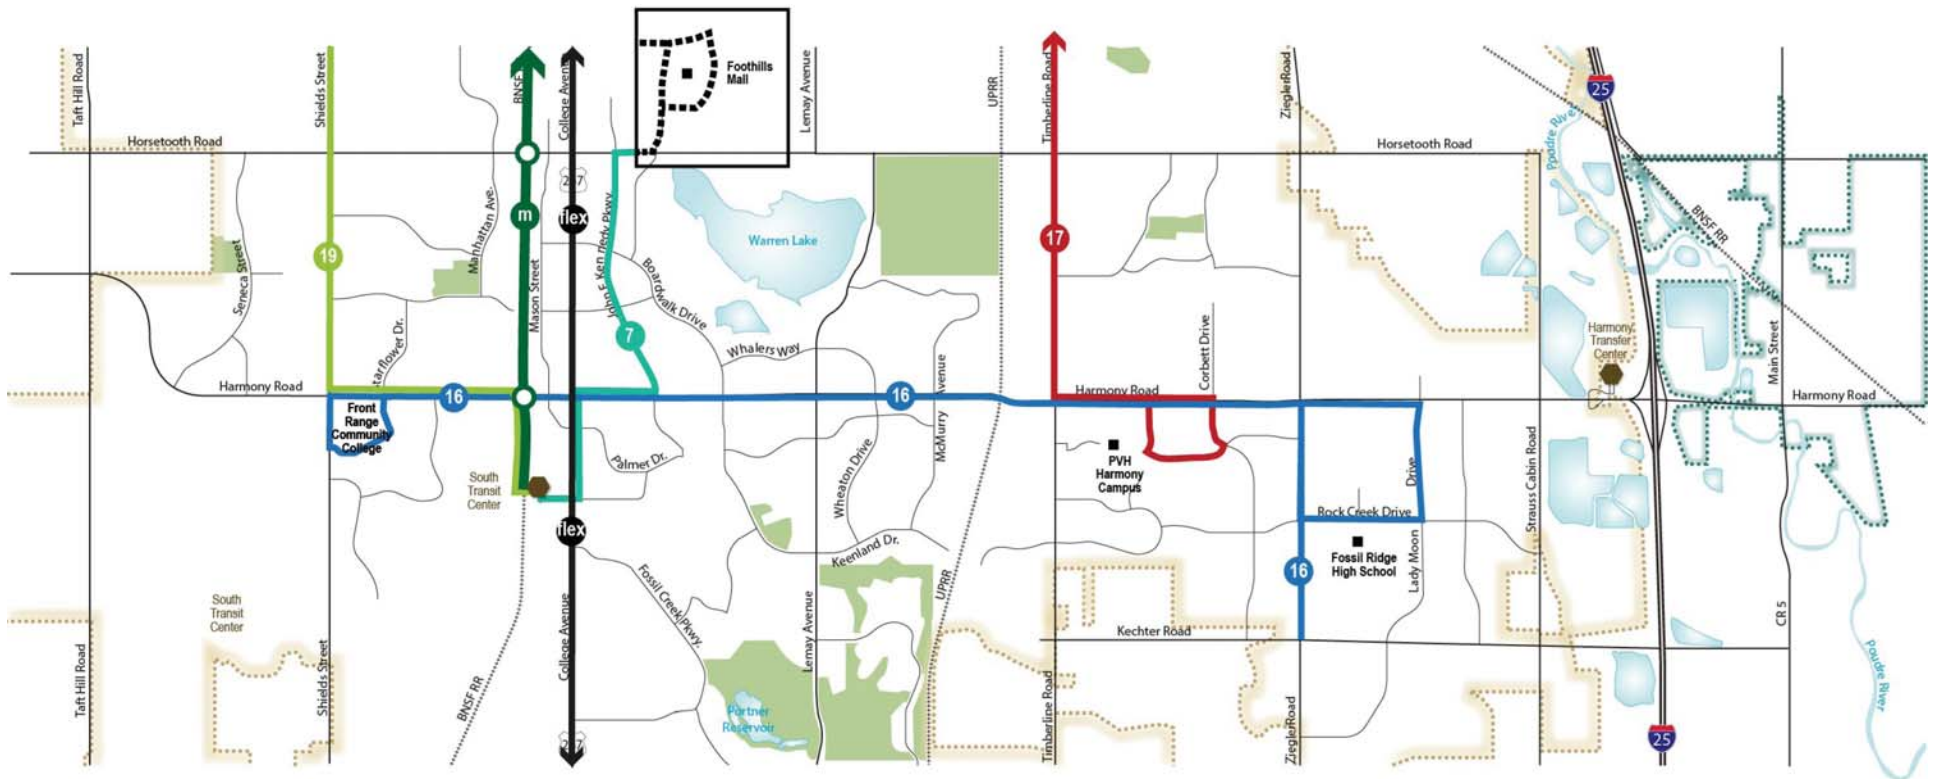 Foothills
Mall
Taft Hill Road
Shields Street
BNSF
College Avenue
Lemay Avenue
UPRR
Timberline Road
Ziegler Road
25
Poudre River
Horsetooth Road
Horsetooth Road
287
m
flex
Manhattan Ave.
John F. Kennedy Pkwy
Warren Lake
17
BNSF RR
19
Seneca Street
Mason Street
Boardwalk Drive
7
Whalers Way
Corbett Drive
Harmony
Transfer
Center
Main Street
Harmony Road
16
16
McMurry Avenue
Harmony Road
Harmony Road
Front
Range
Community
College
Palmer Dr.
Wheaton Drive
PVH
Harmony
Campus
South
Transit
Center
flex
Rock Creek Drive
Lady Moon Drive
Strauss Cabin Road
Keenland Dr.
Fossil Ridge
High School
16
Fossil Creek Pkwy.
UPRR
South
Transit
Center
Kechter Road
CR 5
Taft Hill Road
Shields Street
BNSF RR
College Avenue
Lemay Avenue
Portner
Reservoir
Timberline Road
Ziegler Road
Poudre River
25